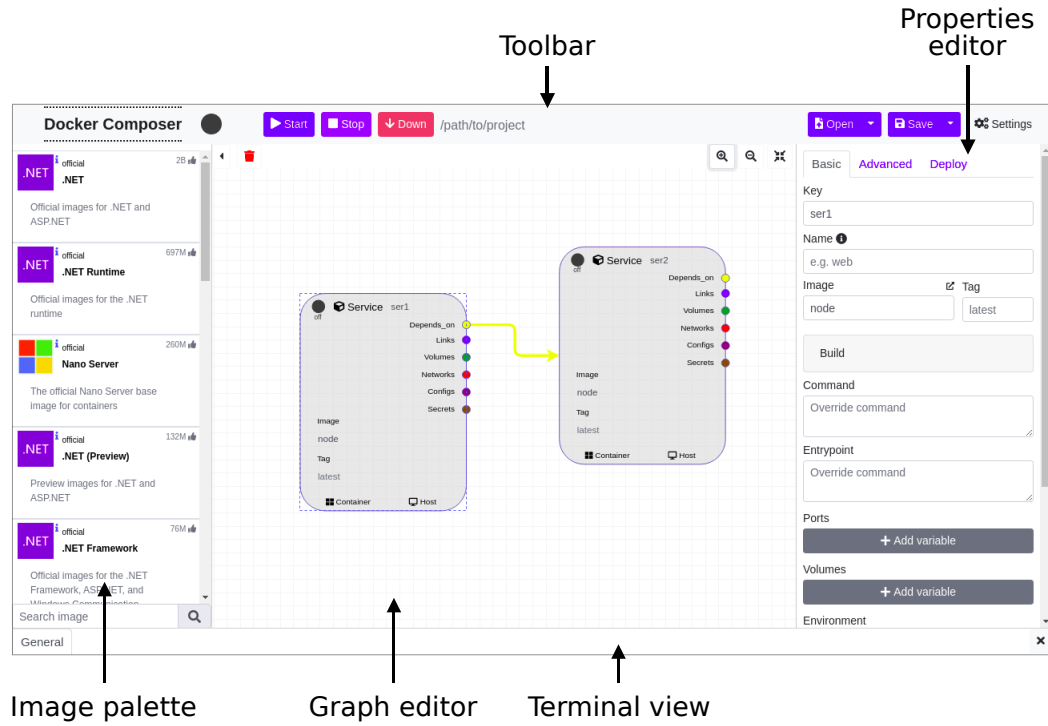 Toolbar
Properties
editor
Docker Composer
Start
Stop
Down
/path/to/project
Open
Save
Settings
.NET
official
2B
.NET
Official images for .NET and
ASP.NET
.NET
official
697M
.NET Runtime
Official images for the .NET
runtime
official
260M
Nano Server
The official Nano Server base
image for containers
.NET
official
132M
.NET (Preview)
Preview images for .NET and
ASP.NET
.NET
official
76M
.NET Framework
Official images for the .NET
Framework, ASP.NET, and
Windows Communication
Search image
off
Service ser1
Depends_on
Links
Volumes
Networks
Configs
Secrets
Image
node
Tag
latest
Container
Host
off
Service ser2
Depends_on
Links
Volumes
Networks
Configs
Secrets
Image
node
Tag
latest
Container
Host
Basic
Advanced
Deploy
Key
ser1
Name
e.g. web
Image
Tag
node
latest
Build
Command
Override command
Entrypoint
Override command
Ports
+ Add variable
Volumes
+ Add variable
Environment
General
Image palette
Graph editor
Terminal view